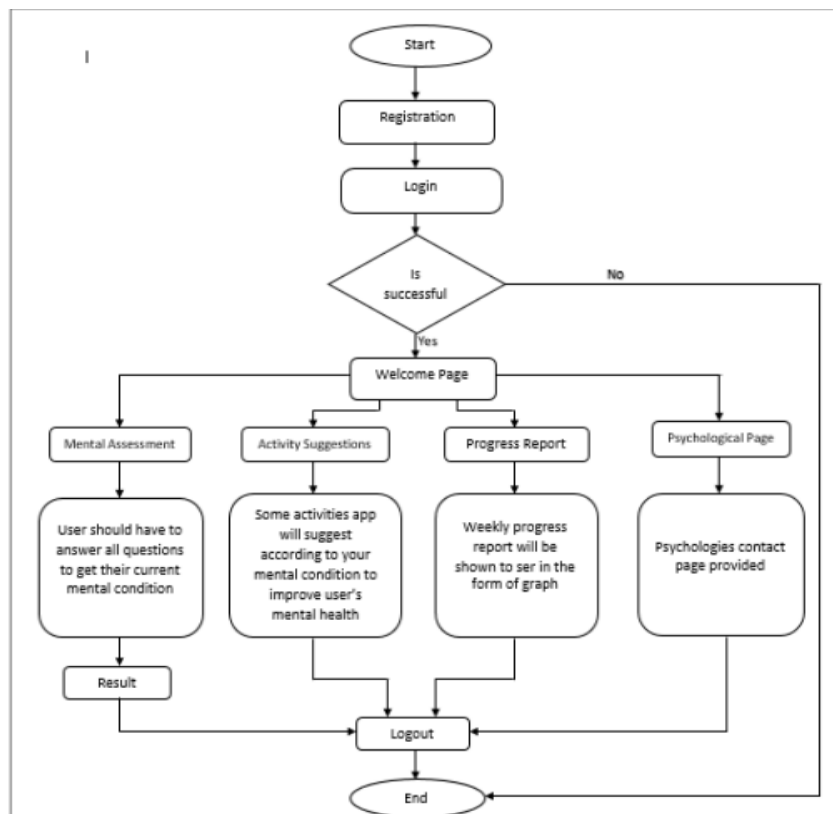 Start
Registration
Login
Is
successful
No
Yes
Welcome Page
Mental Assessment
Activity Suggestions
Progress Report
Psychological Page
User should have to
answer all questions
to get their current
mental condition
Some activities app
will suggest
according to your
mental condition to
improve user's
mental health
Weekly progress
report will be
shown to ser in the
form of graph
Psychologies contact
page provided
Result
Logout
End